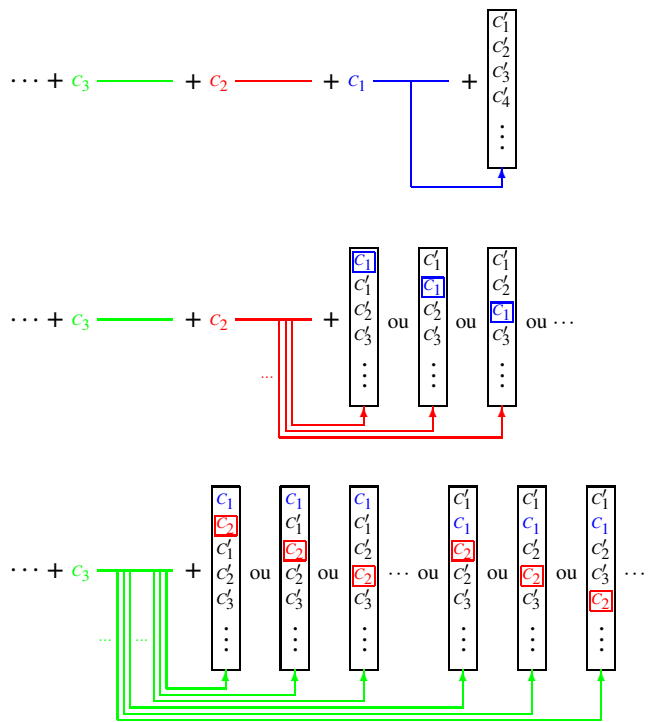 ⋯ + C₃ + C₂ + C₁ +
C′₁
C′₂
C′₃
C′₄
⋮
⋯ + C₃ + C₂ +
C₁
C′₁
C′₂
C′₃
⋮
ou
C′₁
C₁
C′₂
C′₃
⋮
ou
C′₁
C′₂
C₁
C′₃
⋮
ou ⋯
...
⋯ + C₃ +
C₁
C₂
C′₁
C′₂
C′₃
⋮
ou
C₁
C′₁
C₂
C′₂
C′₃
⋮
ou
C₁
C′₁
C′₂
C₂
C′₃
⋮
⋯ ou
C′₁
C₁
C₂
C′₂
C′₃
⋮
ou
C′₁
C₁
C′₂
C₂
C′₃
⋮
ou
C′₁
C₁
C′₂
C′₃
C₂
⋮
⋯
... ...